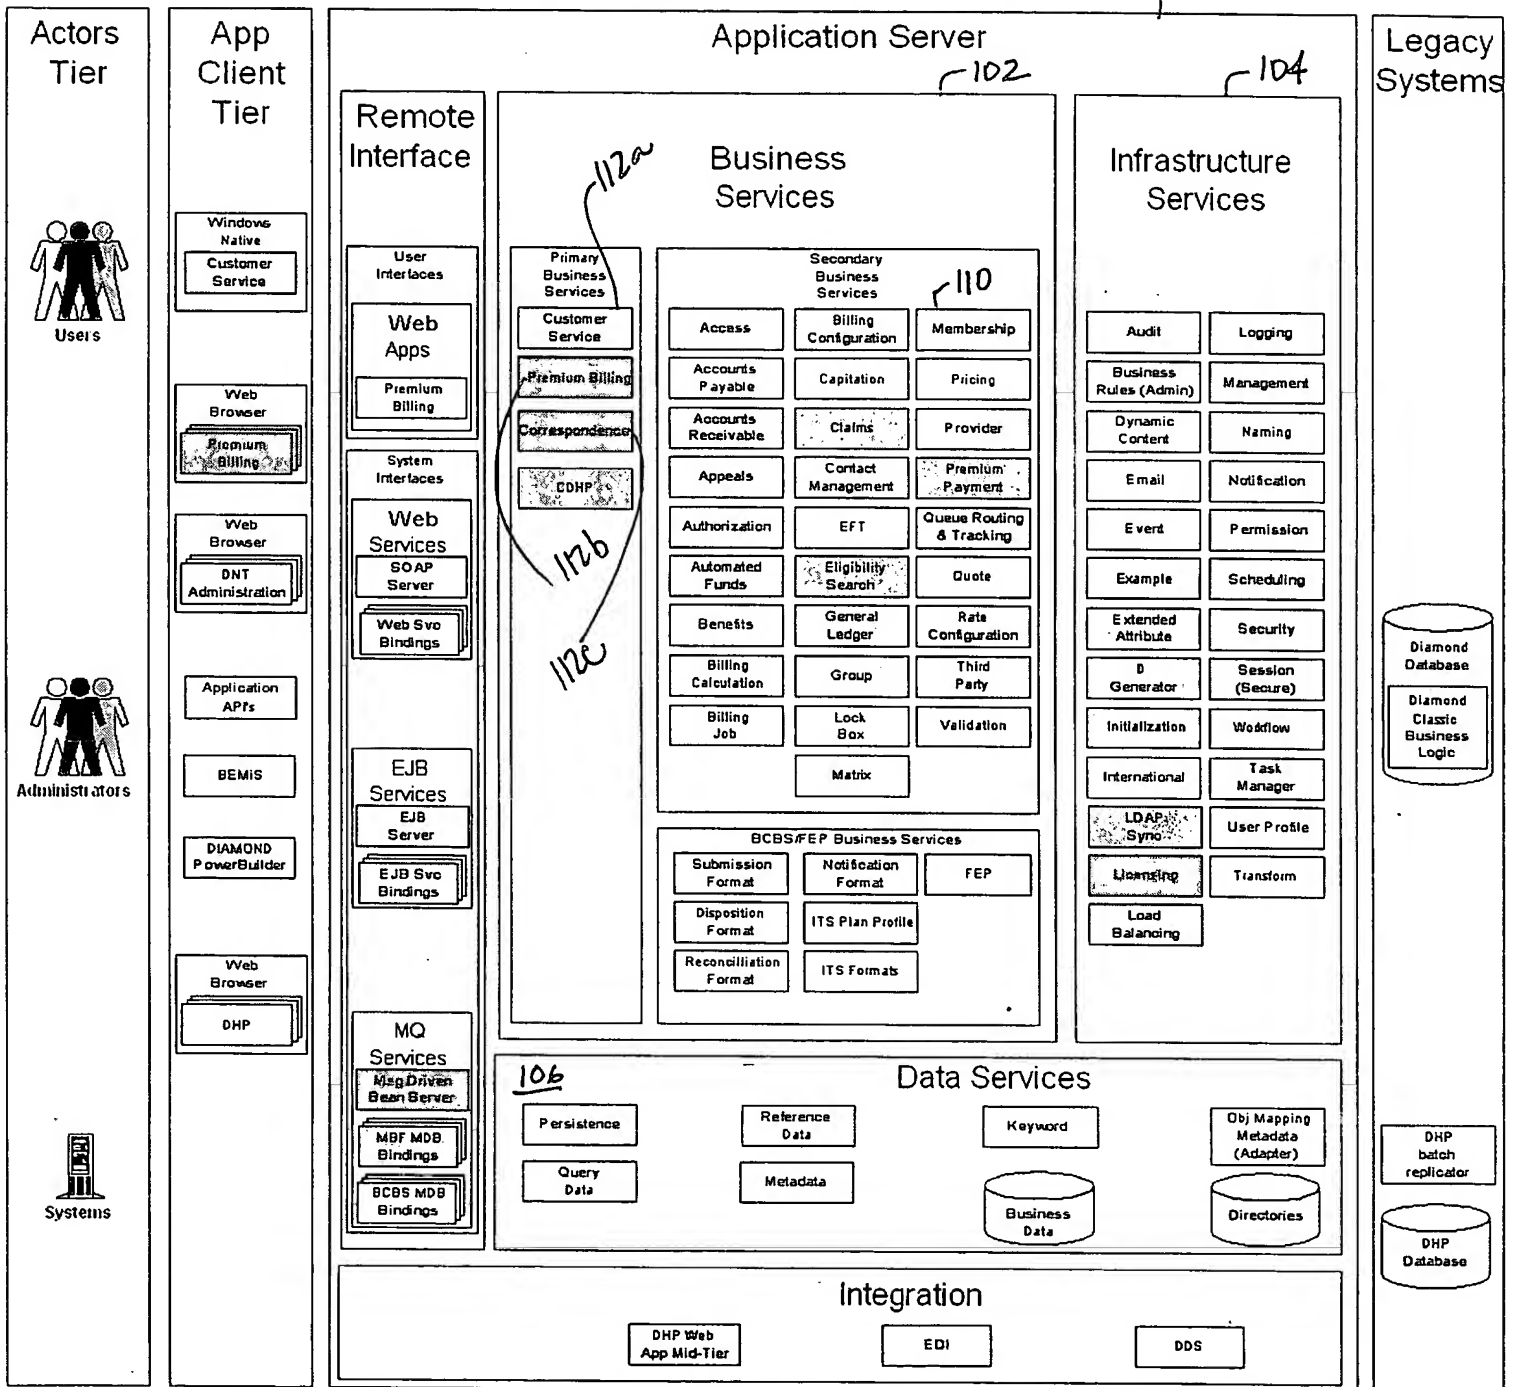 Actors
Tier
Users
Administrators
Systems
App
Client
Tier
Windows
Native
Customer
Service
Web
Browser
Premium
Billing
Web
Browser
DNT
Administration
Application
API's
BEMiS
DIAMOND
PowerBuilder
Web
Browser
DHP
Application Server
Remote
Interface
User
Interfaces
Web
Apps
Premium
Billing
System
Interfaces
Web
Services
SOAP
Server
Web Svc
Bindings
EJB
Services
EJB
Server
EJB Svc
Bindings
MQ
Services
Msg Driven
Bean Server
MBF MDB
Bindings
BCBS MDB
Bindings
102
Business
Services
112a
112a
Primary
Business
Services
Customer
Service
Premium Billing
Correspondence
CDHP
112b
112c
Secondary
Business
Services
110
Access
Billing
Configuration
Membership
Accounts
Payable
Capitation
Pricing
Accounts
Receivable
Claims
Provider
Appeals
Contact
Management
Premium
Payment
Authorization
EFT
Queue Routing
& Tracking
Automated
Funds
Eligibility
Search
Quote
Benefits
General
Ledger
Rate
Configuration
Billing
Calculation
Group
Third
Party
Billing
Job
Lock
Box
Validation
Matrix
BCBS/FEP Business Services
Submission
Format
Notification
Format
FEP
Disposition
Format
ITS Plan Profile
Reconcilliation
Format
ITS Formats
104
Infrastructure
Services
Audit
Logging
Business
Rules (Admin)
Management
Dynamic
Content
Naming
Email
Notification
Event
Permission
Example
Scheduling
Extended
Attribute
Security
D
Generator
Session
(Secure)
Initialization
Workflow
International
Task
Manager
LDAP
Sync
User Profile
Licensing
Transform
Load
Balancing
106
Data Services
Persistence
Reference
Data
Keyword
Obj Mapping
Metadata
(Adapter)
Query
Data
Metadata
Business
Data
Directories
Integration
DHP Web
App Mid-Tier
EDI
DDS
Legacy
Systems
Diamond
Database
Diamond
Classic
Business
Logic
DHP
batch
replicator
DHP
Database